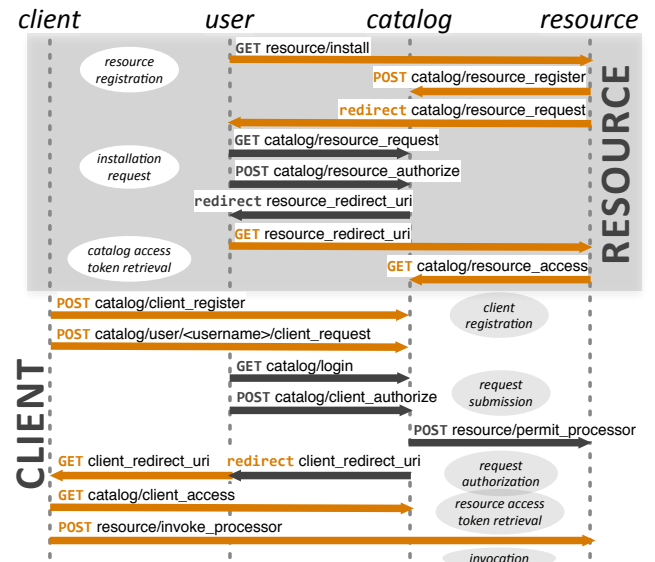 client user catalog resource
GET resource/install
resource
registration
POST catalog/resource_register
redirect catalog/resource_request
GET catalog/resource_request
installation
request
POST catalog/resource_authorize
redirect resource_redirect_uri
GET resource_redirect_uri
catalog access
token retrieval
GET catalog/resource_access
RESOURCE
POST catalog/client_register
client
registration
POST catalog/user/<username>/client_request
GET catalog/login
request
submission
POST catalog/client_authorize
POST resource/permit_processor
CLIENT
GET client_redirect_uri redirect client_redirect_uri
request
authorization
GET catalog/client_access
resource access
token retrieval
POST resource/invoke_processor
invocation